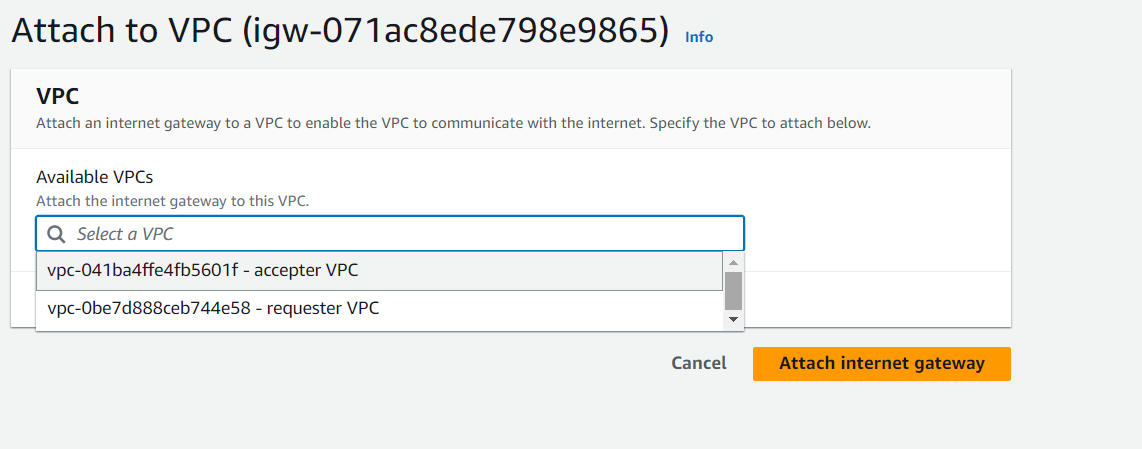 Attach to VPC (igw-071ac8ede798e9865) Info
VPC
Attach an internet gateway to a VPC to enable the VPC to communicate with the internet. Specify the VPC to attach below.
Available VPCs
Attach the internet gateway to this VPC.
Select a VPC
vpc-041ba4ffe4fb5601f - accepter VPC
vpc-0be7d888ceb744e58 - requester VPC
Cancel Attach internet gateway